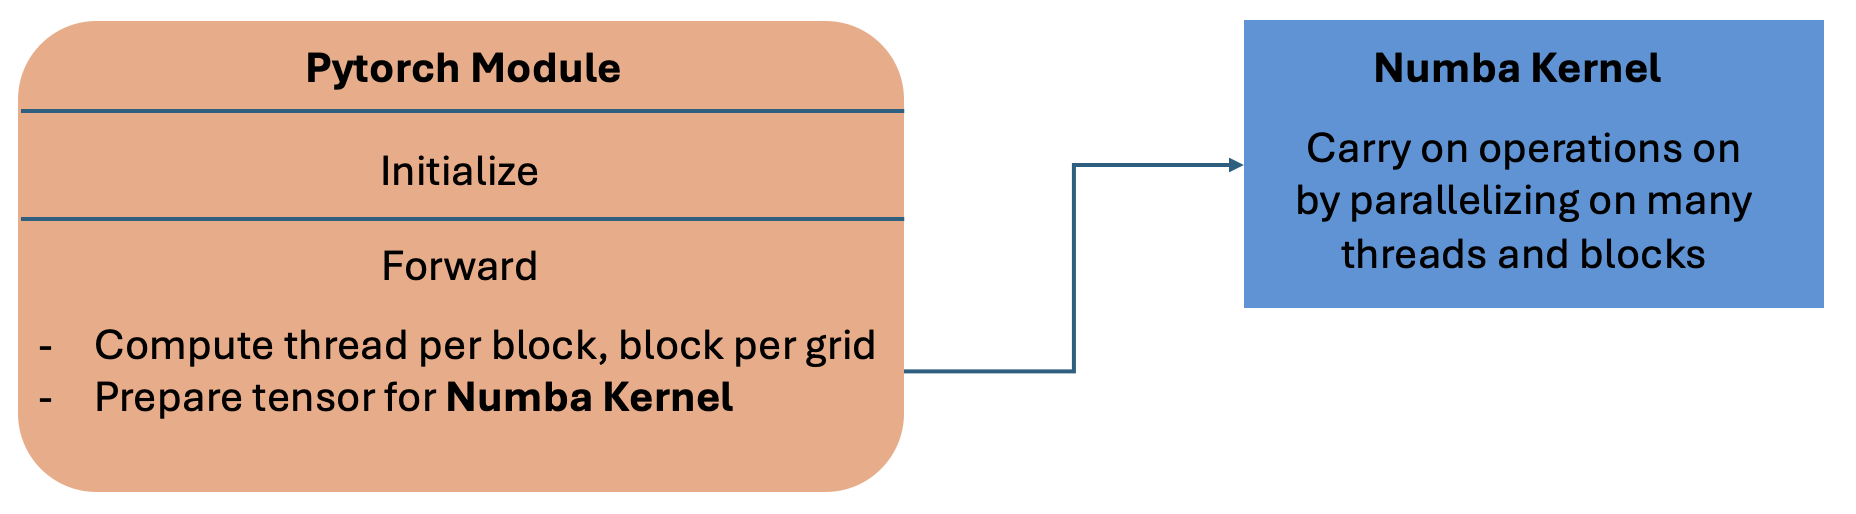 Pytorch Module
Initialize
Forward
- Compute thread per block, block per grid
- Prepare tensor for Numba Kernel
Numba Kernel
Carry on operations on
by parallelizing on many
threads and blocks